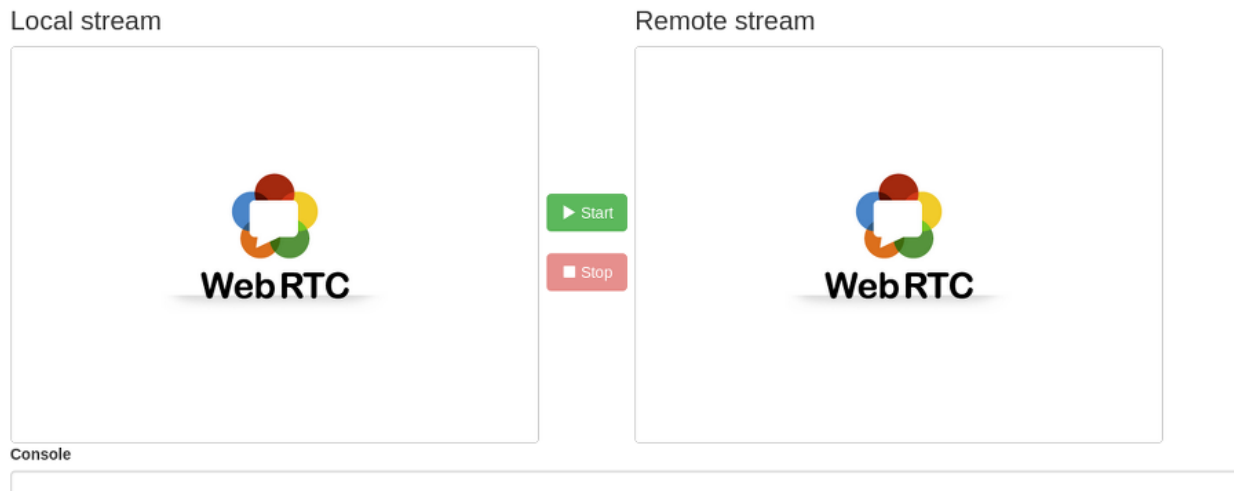 Local stream
Remote stream
WebRTC
Start
Stop
WebRTC
Console